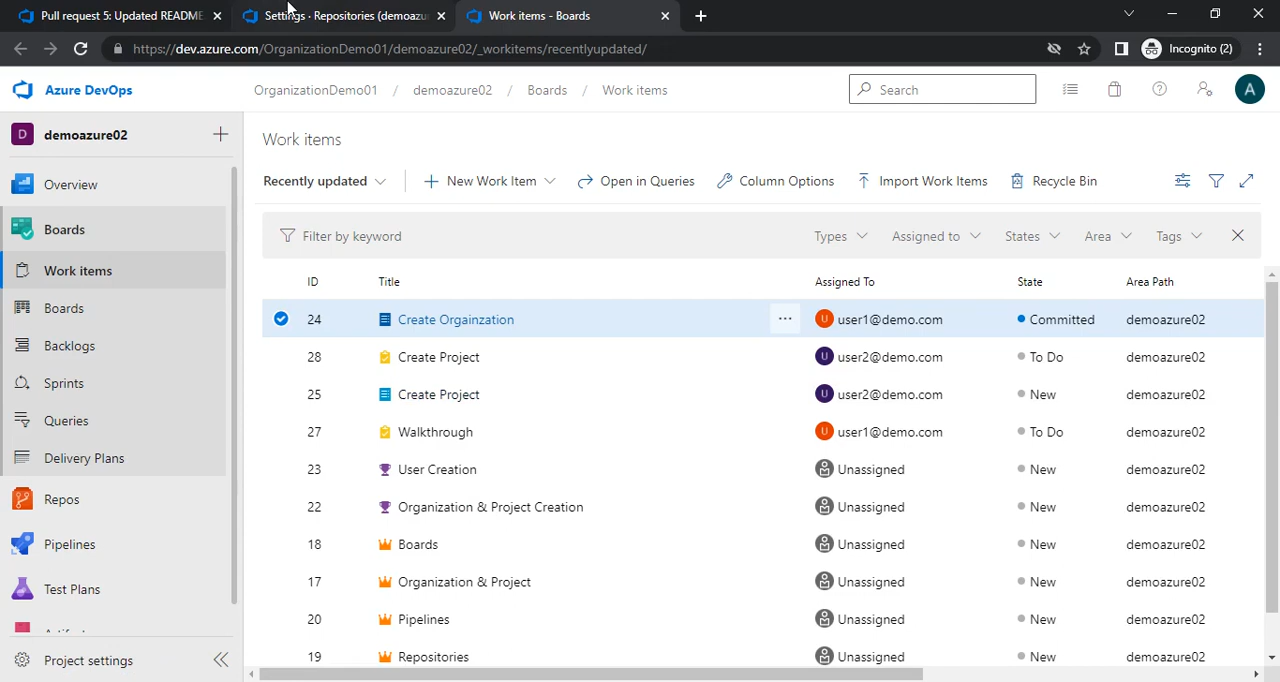 Pull request 5: Updated README
Settings · Repositories (demoazur
Work items - Boards
https://dev.azure.com/OrganizationDemo01/demoazure02/_workitems/recentlyupdated/
Incognito (2)
Azure DevOps
OrganizationDemo01 / demoazure02 / Boards / Work items
Search
A
D demoazure02
Work items
Recently updated
New Work Item
Open in Queries
Column Options
Import Work Items
Recycle Bin
Overview
Boards
Work items
Boards
Backlogs
Sprints
Queries
Delivery Plans
Repos
Pipelines
Test Plans
Project settings
Filter by keyword
Types
Assigned to
States
Area
Tags
ID Title Assigned To State Area Path
24 Create Orgainzation ... U user1@demo.com Committed demoazure02
28 Create Project U user2@demo.com To Do demoazure02
25 Create Project U user2@demo.com New demoazure02
27 Walkthrough U user1@demo.com To Do demoazure02
23 User Creation Unassigned New demoazure02
22 Organization & Project Creation Unassigned New demoazure02
18 Boards Unassigned New demoazure02
17 Organization & Project Unassigned New demoazure02
20 Pipelines Unassigned New demoazure02
19 Repositories Unassigned New demoazure02